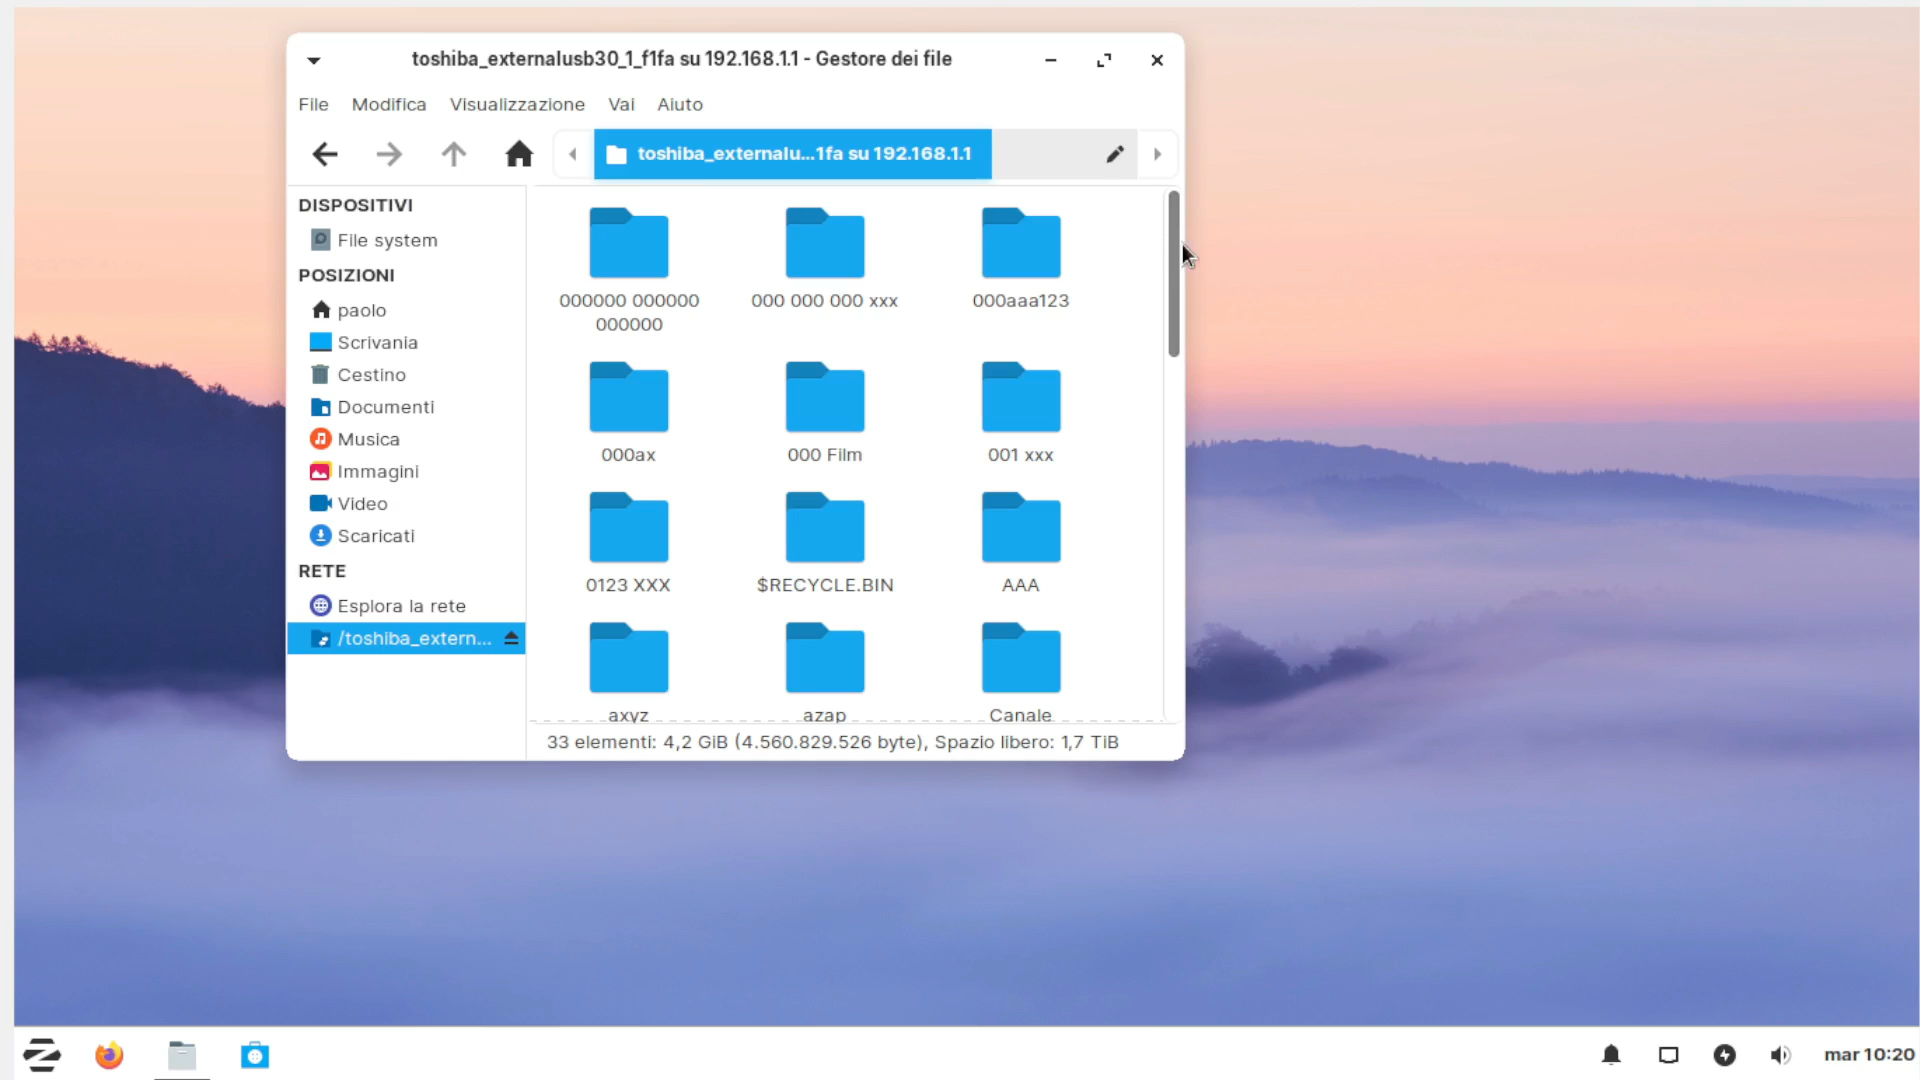 toshiba_externalusb30_1_f1fa su 192.168.1.1 - Gestore dei file
File Modifica Visualizzazione Vai Aiuto
toshiba_externalu...1fa su 192.168.1.1
DISPOSITIVI
File system
POSIZIONI
paolo
Scrivania
Cestino
Documenti
Musica
Immagini
Video
Scaricati
RETE
Esplora la rete
/toshiba_extern...
000000 000000
000000
000 000 000 xxx
000aaa123
000ax
000 Film
001 xxx
0123 XXX
$RECYCLE.BIN
AAA
axyz
azap
Canale
33 elementi: 4,2 GiB (4.560.829.526 byte), Spazio libero: 1,7 TiB
mar 10:20